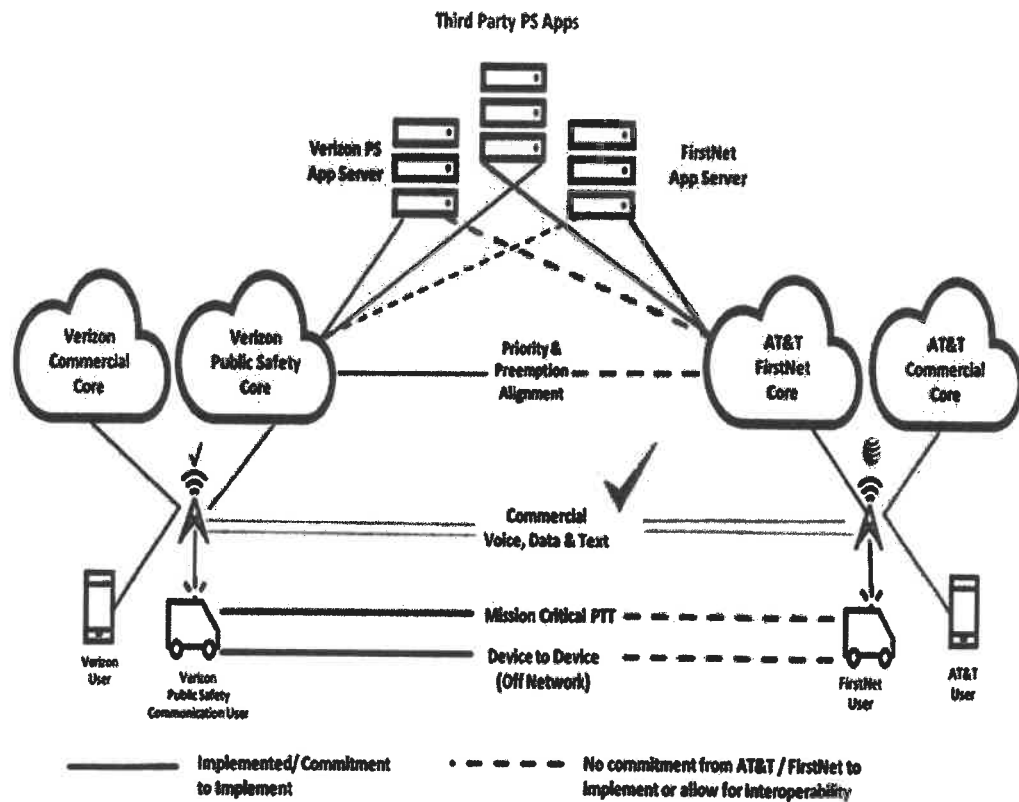 Third Party PS Apps
Verizon PS
App Server
FirstNet
App Server
Verizon
Commercial
Core
Verizon
Public Safety
Core
Priority &
Preemption
Alignment
AT&T
FirstNet
Core
AT&T
Commercial
Core
Commercial
Voice, Data & Text
Mission Critical PTT
Device to Device
(Off Network)
Verizon
User
Verizon
Public Safety
Communication User
FirstNet
User
AT&T
User
Implemented/ Commitment
to Implement
No commitment from AT&T / FirstNet to
implement or allow for interoperability